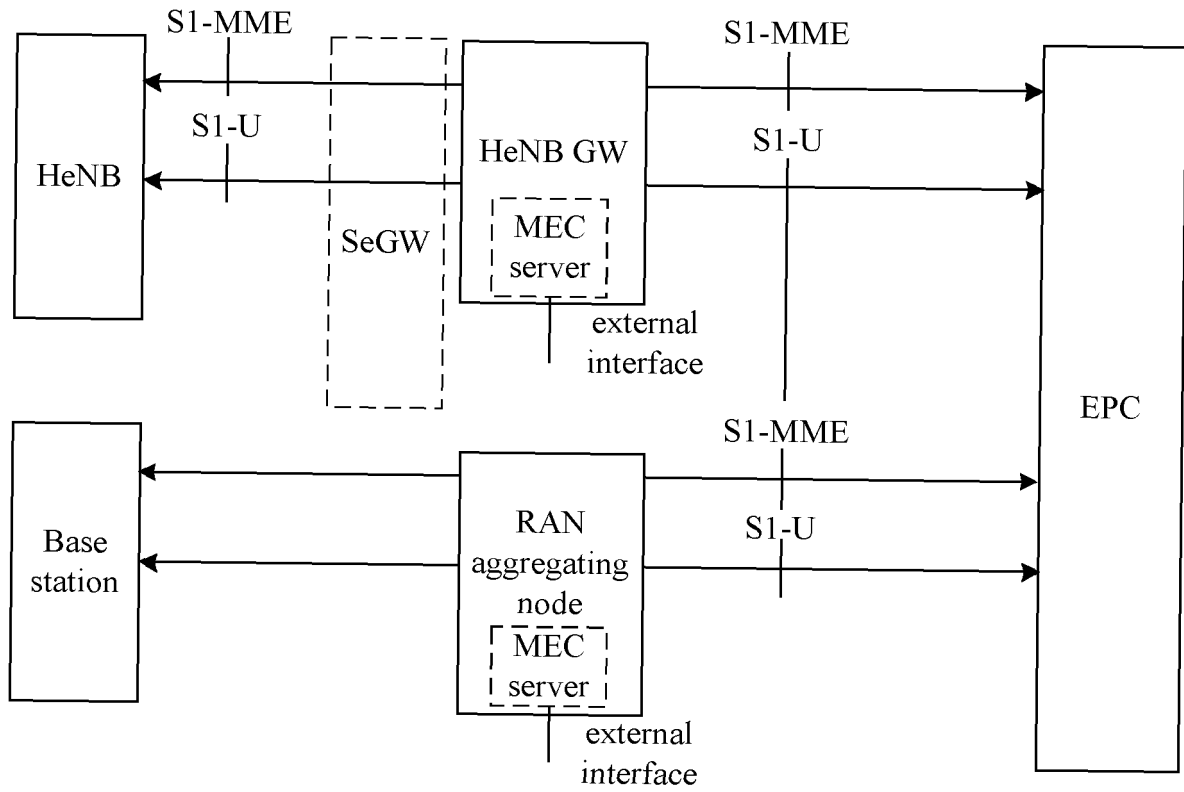 S1-MME
S1-MME
S1-U
S1-U
HeNB
SeGW
HeNB GW
MEC
server
external
interface
EPC
S1-MME
S1-U
Base
station
RAN
aggregating
node
MEC
server
external
interface